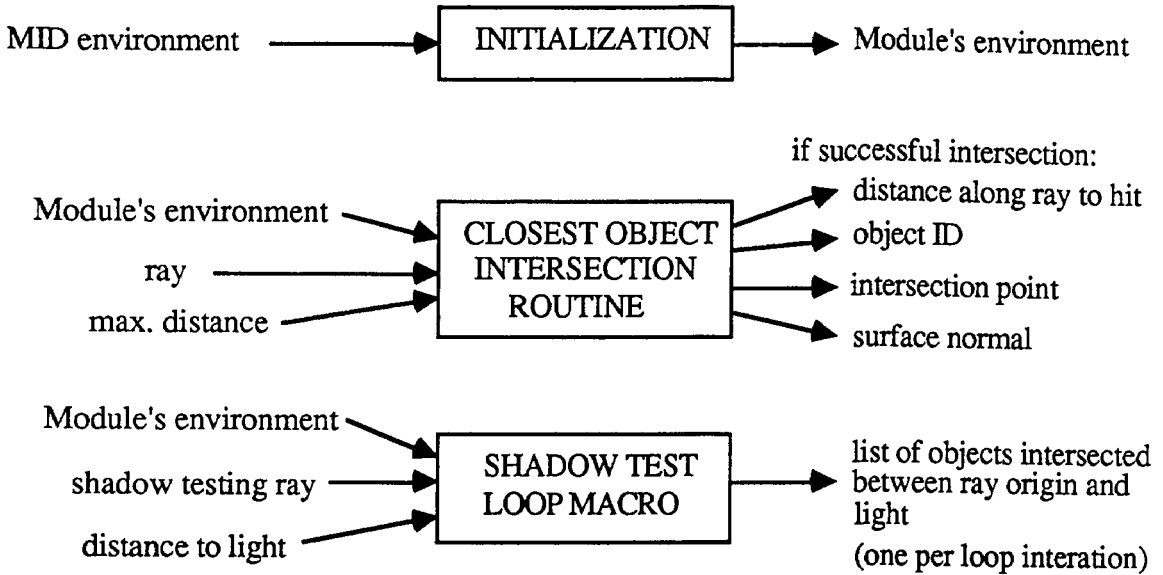 MID environment
INITIALIZATION
Module's environment
if successful intersection:
Module's environment
ray
max. distance
CLOSEST OBJECT
INTERSECTION
ROUTINE
distance along ray to hit
object ID
intersection point
surface normal
Module's environment
shadow testing ray
distance to light
SHADOW TEST
LOOP MACRO
list of objects intersected
between ray origin and
light
(one per loop interation)